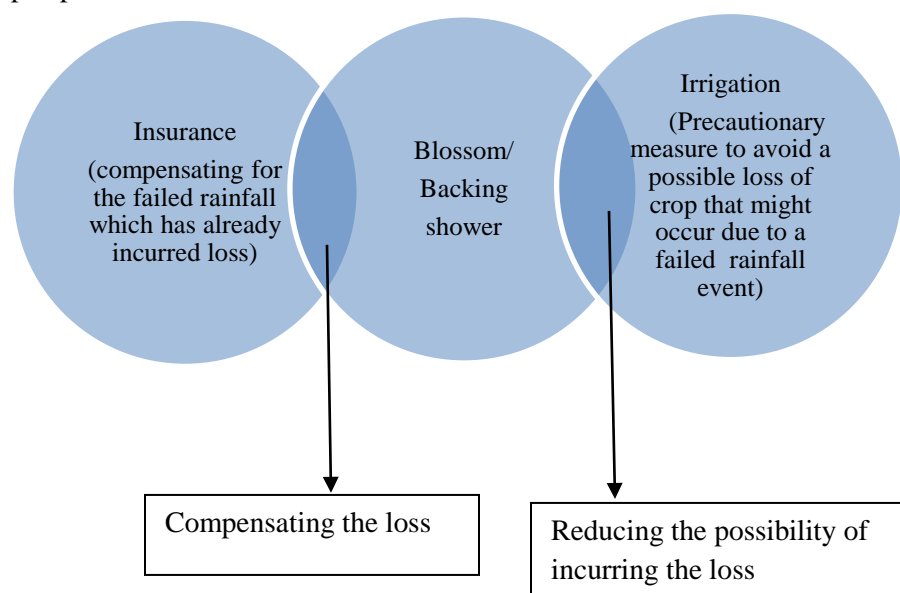 Insurance
(compensating for
the failed rainfall
which has already
incurred loss)
Blossom/
Backing
shower
Irrigation
(Precautionary
measure to avoid a
possible loss of
crop that might
occur due to a
failed rainfall
event)
Compensating the loss
Reducing the possibility of
incurring the loss